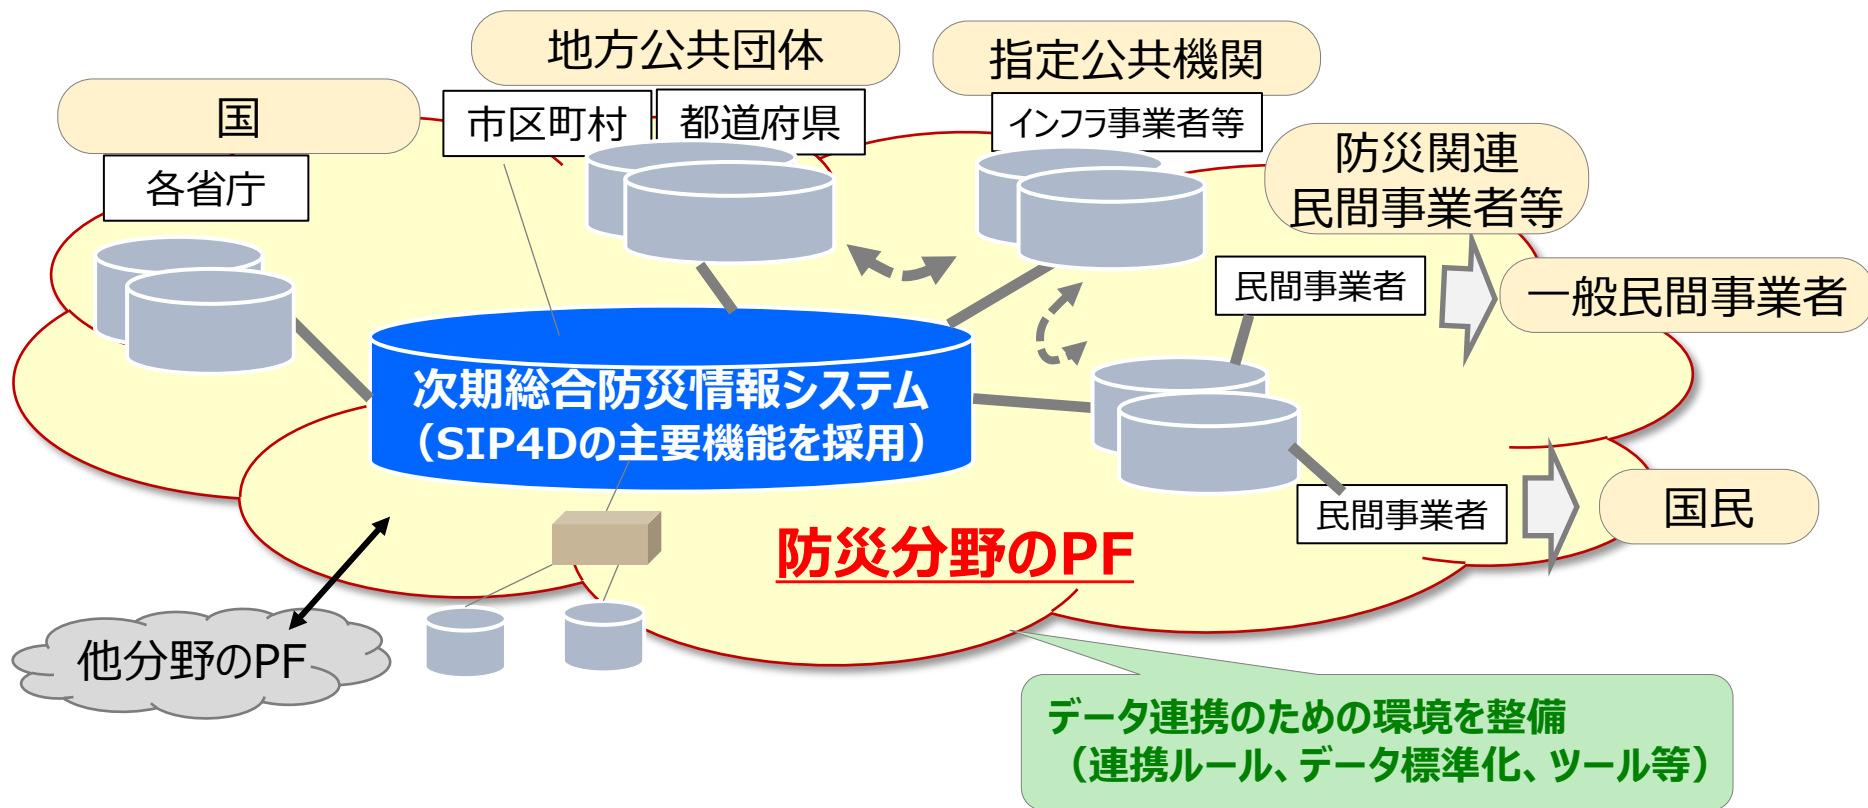 地方公共団体
指定公共機関
国
市区町村
都道府県
インフラ事業者等
防災関連
民間事業者等
各省庁
民間事業者
一般民間事業者
次期総合防災情報システム
（SIP4Dの主要機能を採用）
民間事業者
国民
防災分野のPF
他分野のPF
データ連携のための環境を整備
（連携ルール、データ標準化、ツール等）